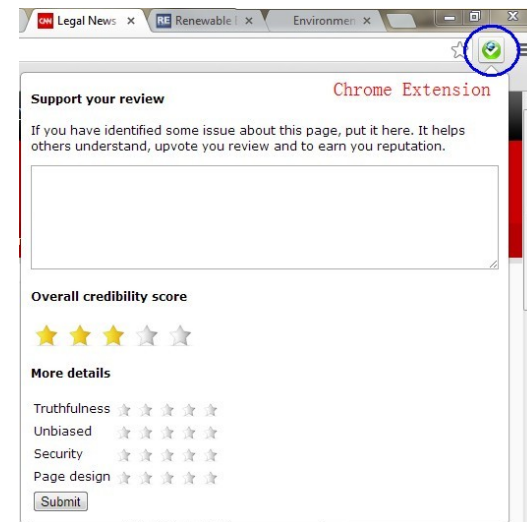 CNN Legal News × RE Renewable × Environmen ×
Chrome Extension
Support your review
If you have identified some issue about this page, put it here. It helps
others understand, upvote you review and to earn you reputation.
Overall credibility score
More details
Truthfulness
Unbiased
Security
Page design
Submit